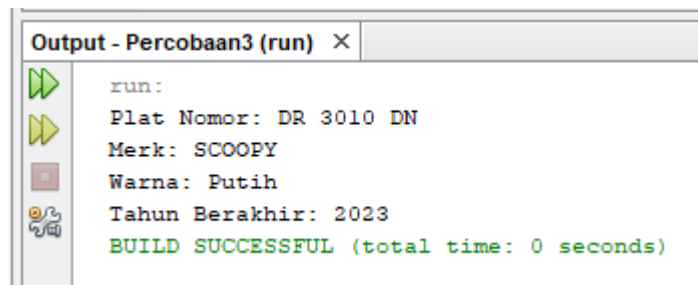 Output - Percobaan3 (run) ×
run:
Plat Nomor: DR 3010 DN
Merk: SCOOPY
Warna: Putih
Tahun Berakhir: 2023
BUILD SUCCESSFUL (total time: 0 seconds)